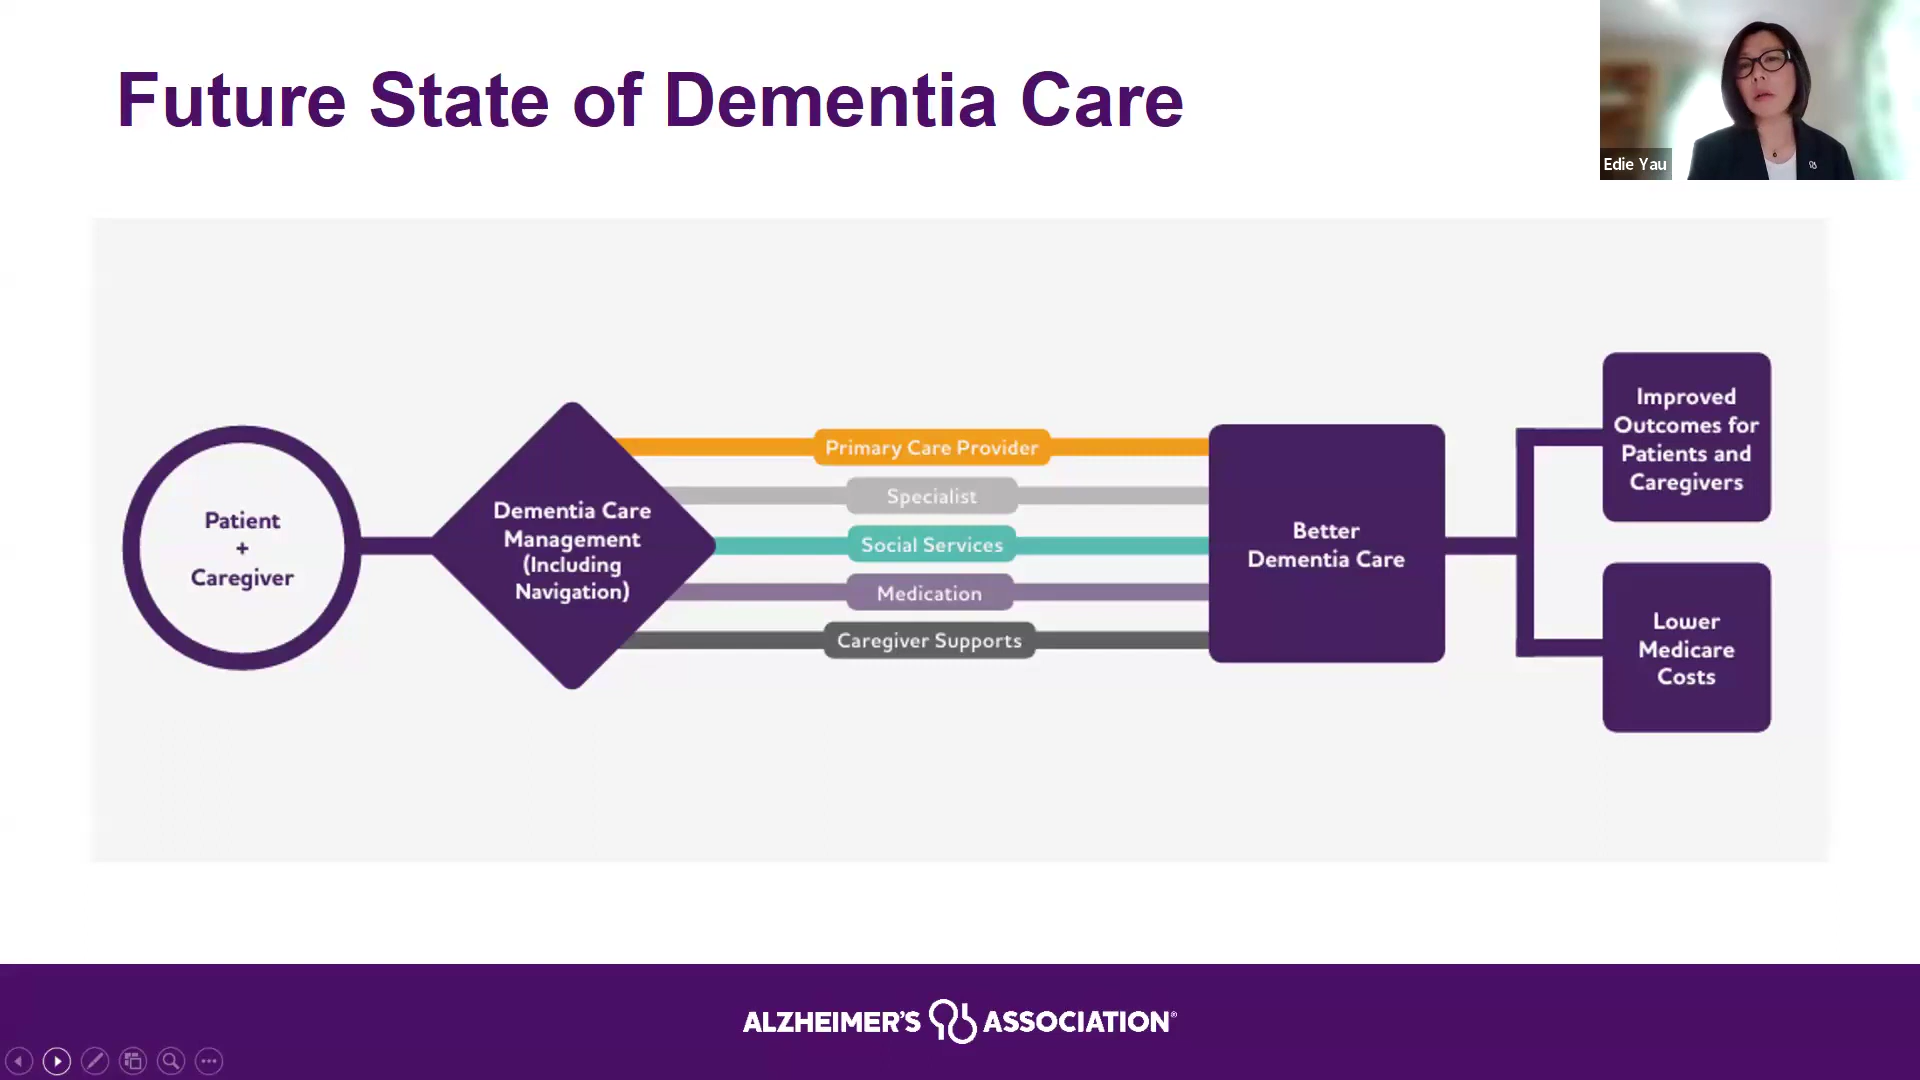 Future State of Dementia Care
Edie Yau
Patient
+
Caregiver
Dementia Care
Management
(Including
Navigation)
Primary Care Provider
Specialist
Social Services
Medication
Caregiver Supports
Better
Dementia Care
Improved
Outcomes for
Patients and
Caregivers
Lower
Medicare
Costs
ALZHEIMER'S ASSOCIATION®